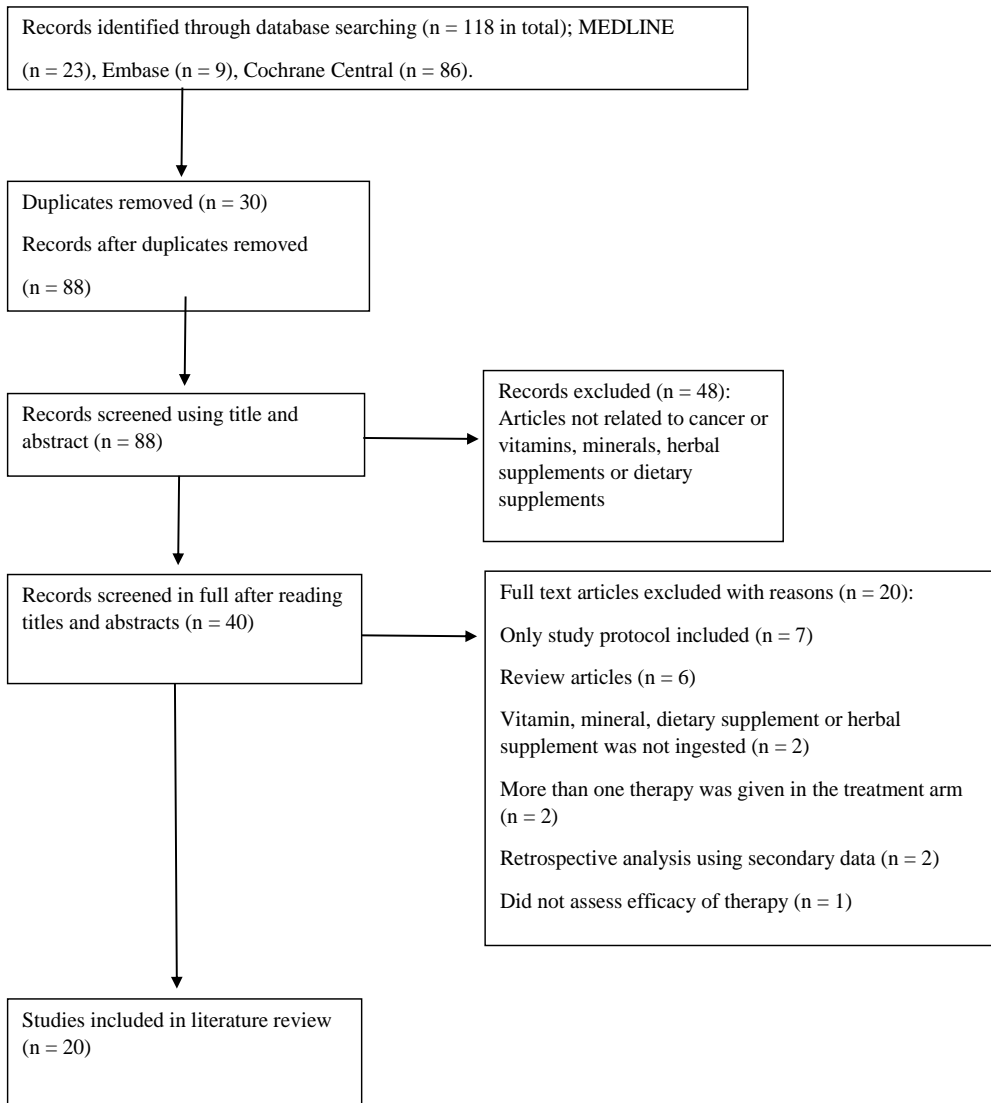 Records identified through database searching (n = 118 in total); MEDLINE
(n = 23), Embase (n = 9), Cochrane Central (n = 86).
Duplicates removed (n = 30)
Records after duplicates removed
(n = 88)
Records screened using title and
abstract (n = 88)
Records excluded (n = 48):
Articles not related to cancer or
vitamins, minerals, herbal
supplements or dietary
supplements
Records screened in full after reading
titles and abstracts (n = 40)
Full text articles excluded with reasons (n = 20):
Only study protocol included (n = 7)
Review articles (n = 6)
Vitamin, mineral, dietary supplement or herbal
supplement was not ingested (n = 2)
More than one therapy was given in the treatment arm
(n = 2)
Retrospective analysis using secondary data (n = 2)
Did not assess efficacy of therapy (n = 1)
Studies included in literature review
(n = 20)